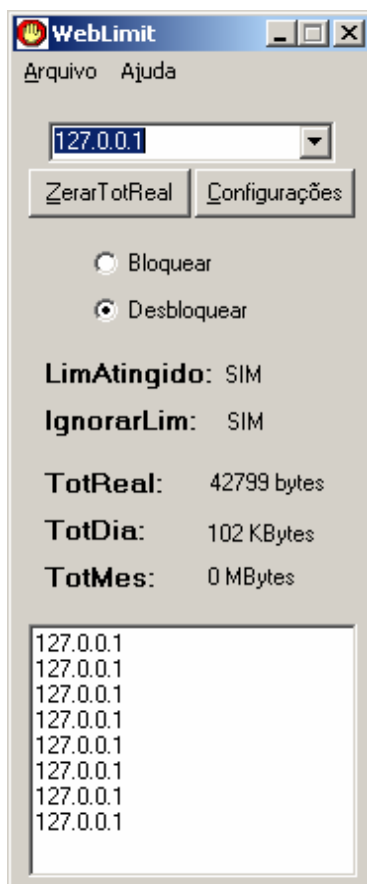 WebLimit
Arquivo Ajuda
127.0.0.1
ZerarTotReal Configurações
Bloquear
Desbloquear
LimAtingido: SIM
IgnorarLim: SIM
TotReal: 42799 bytes
TotDia: 102 KBytes
TotMes: 0 MBytes
127.0.0.1
127.0.0.1
127.0.0.1
127.0.0.1
127.0.0.1
127.0.0.1
127.0.0.1
127.0.0.1